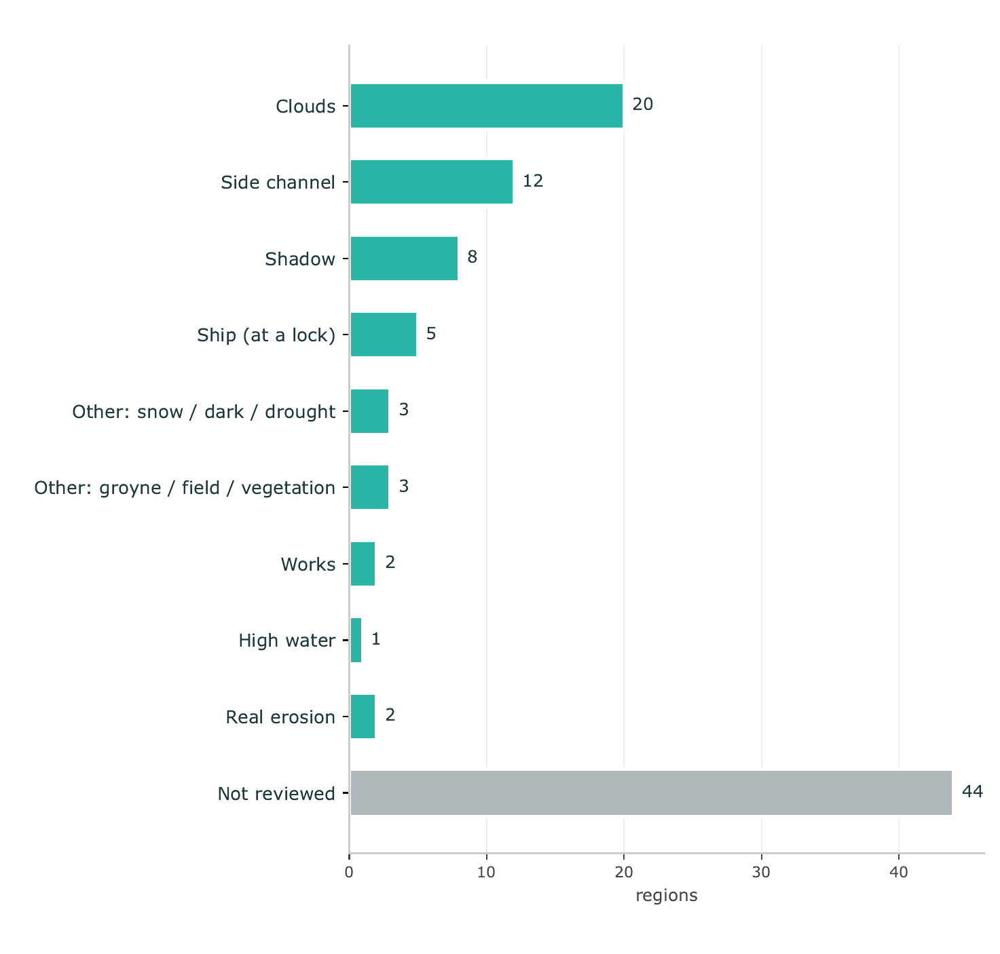 Clouds 20
Side channel 12
Shadow 8
Ship (at a lock) 5
Other: snow / dark / drought 3
Other: groyne / field / vegetation 3
Works 2
High water 1
Real erosion 2
Not reviewed 44
0 10 20 30 40
regions